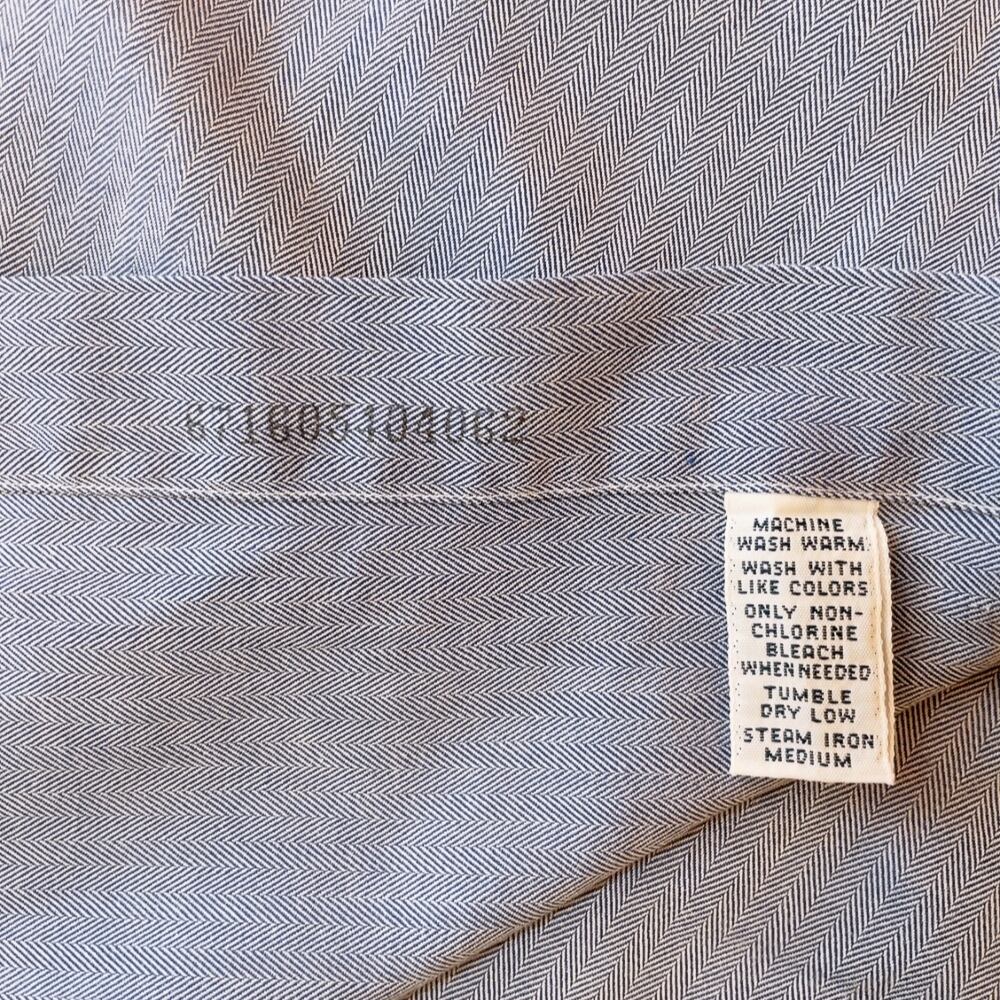 671605104062
MACHINE
WASH WARM
WASH WITH
LIKE COLORS
ONLY NON-
CHLORINE
BLEACH
WHEN NEEDED
TUMBLE
DRY LOW
STEAM IRON
MEDIUM